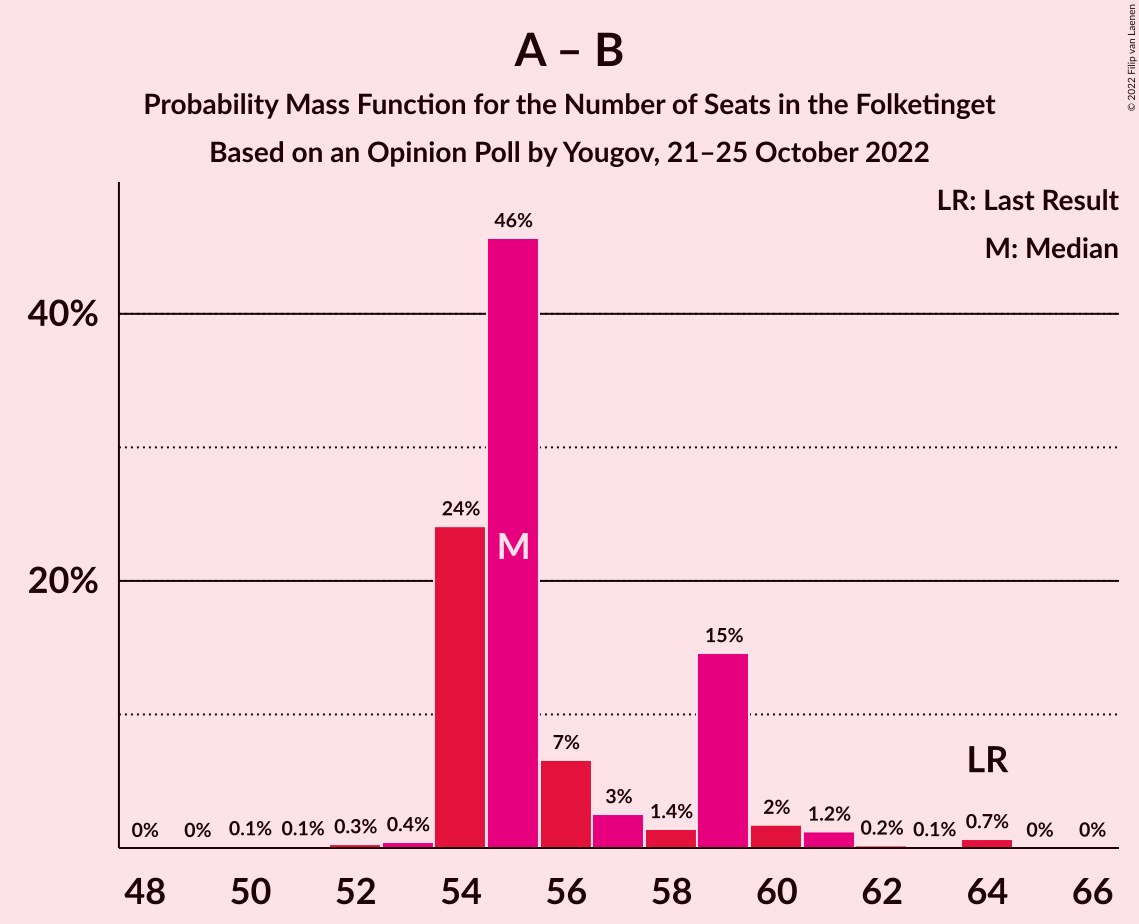 A – B
Probability Mass Function for the Number of Seats in the Folketinget
Based on an Opinion Poll by Yougov, 21–25 October 2022
© 2022 Filip van Laenen
LR: Last Result
M: Median
46%
40%
24%
M
20%
15%
7%
LR
3%
1.4%
2%
1.2%
0.7%
0%
0%
0.1%
0.1%
0.3%
0.4%
0.2%
0.1%
0%
0%
48 50 52 54 56 58 60 62 64 66